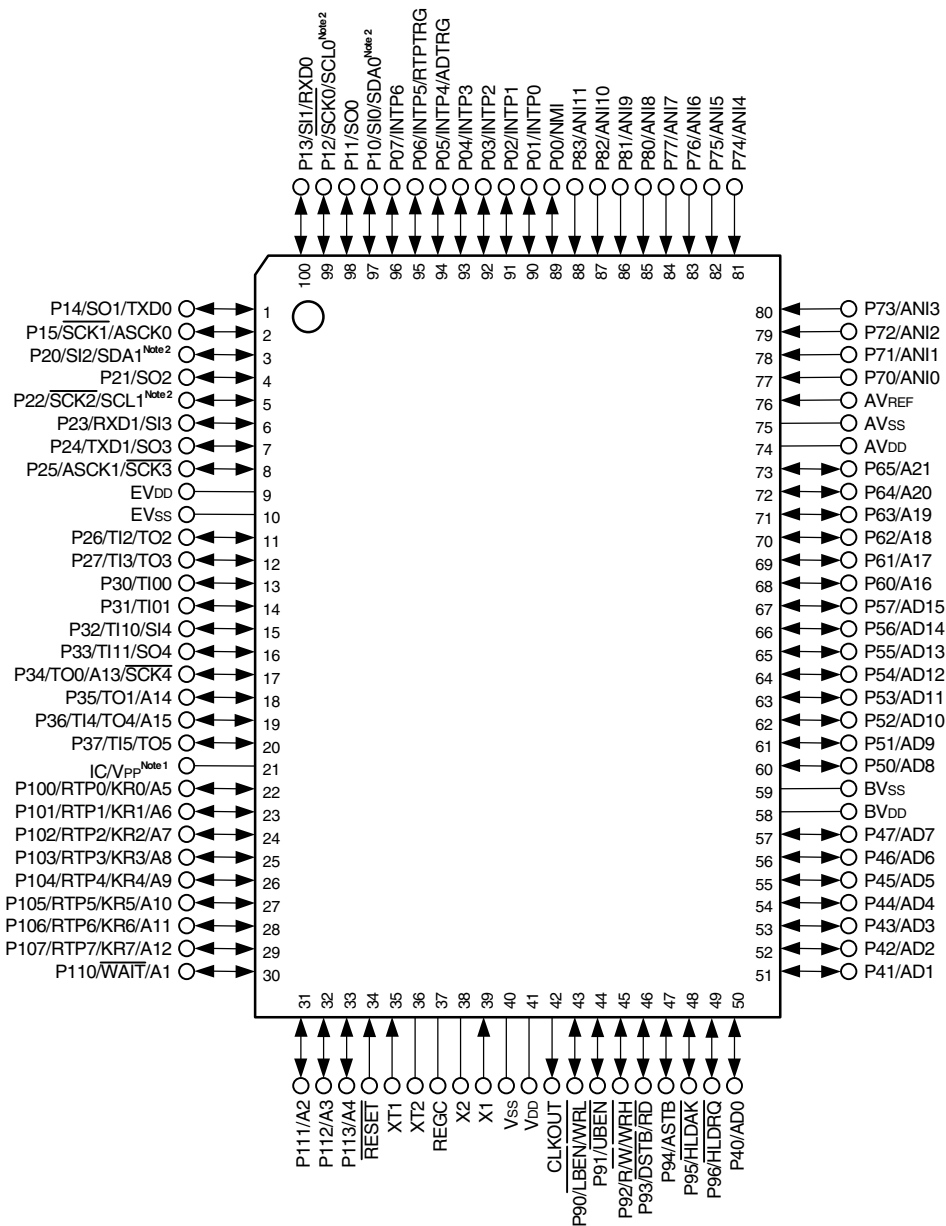 P13/SI1/RXD0
P12/SCK0/SCL0Note 2
P11/SO0
P10/SI0/SDA0Note 2
P07/INTP6
P06/INTP5/RTPTRG
P05/INTP4/ADTRG
P04/INTP3
P03/INTP2
P02/INTP1
P01/INTP0
P00/NMI
P83/ANI11
P82/ANI10
P81/ANI9
P80/ANI8
P77/ANI7
P76/ANI6
P75/ANI5
P74/ANI4
100 99 98 97 96 95 94 93 92 91 90 89 88 87 86 85 84 83 82 81
P14/SO1/TXD0 1 80 P73/ANI3
P15/SCK1/ASCK0 2 79 P72/ANI2
P20/SI2/SDA1Note 2 3 78 P71/ANI1
P21/SO2 4 77 P70/ANI0
P22/SCK2/SCL1Note 2 5 76 AVREF
P23/RXD1/SI3 6 75 AVSS
P24/TXD1/SO3 7 74 AVDD
P25/ASCK1/SCK3 8 73 P65/A21
EVDD 9 72 P64/A20
EVSS 10 71 P63/A19
P26/TI2/TO2 11 70 P62/A18
P27/TI3/TO3 12 69 P61/A17
P30/TI00 13 68 P60/A16
P31/TI01 14 67 P57/AD15
P32/TI10/SI4 15 66 P56/AD14
P33/TI11/SO4 16 65 P55/AD13
P34/TO0/A13/SCK4 17 64 P54/AD12
P35/TO1/A14 18 63 P53/AD11
P36/TI4/TO4/A15 19 62 P52/AD10
P37/TI5/TO5 20 61 P51/AD9
IC/VPPNote 1 21 60 P50/AD8
P100/RTP0/KR0/A5 22 59 BVSS
P101/RTP1/KR1/A6 23 58 BVDD
P102/RTP2/KR2/A7 24 57 P47/AD7
P103/RTP3/KR3/A8 25 56 P46/AD6
P104/RTP4/KR4/A9 26 55 P45/AD5
P105/RTP5/KR5/A10 27 54 P44/AD4
P106/RTP6/KR6/A11 28 53 P43/AD3
P107/RTP7/KR7/A12 29 52 P42/AD2
P110/WAIT/A1 30 51 P41/AD1
31 32 33 34 35 36 37 38 39 40 41 42 43 44 45 46 47 48 49 50
P111/A2
P112/A3
P113/A4
RESET
XT1
XT2
REGC
X2
X1
VSS
VDD
CLKOUT
P90/LBEN/WRL
P91/UBEN
P92/R/W/WRH
P93/DSTB/RD
P94/ASTB
P95/HLDAK
P96/HLDRQ
P40/AD0